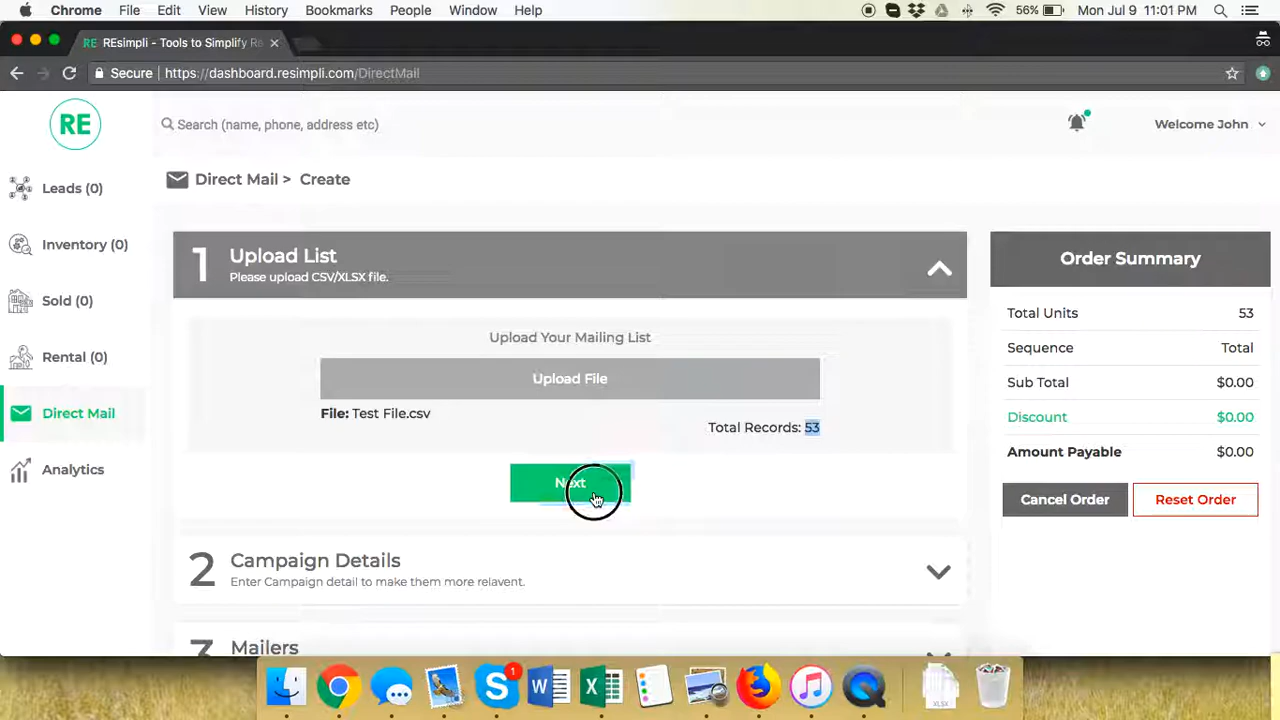 Chrome File Edit View History Bookmarks People Window Help 56% Mon Jul 9 11:01 PM
RE REsimpli - Tools to Simplify Re
Secure https://dashboard.resimpli.com/DirectMail
RE Search (name, phone, address etc) Welcome John
Leads (0)
Inventory (0)
Sold (0)
Rental (0)
Direct Mail
Analytics
Direct Mail > Create
1 Upload List
Please upload CSV/XLSX file.
Upload Your Mailing List
Upload File
File: Test File.csv
Total Records: 53
Next
2 Campaign Details
Enter Campaign detail to make them more relavent.
3 Mailers
Order Summary
Total Units 53
Sequence Total
Sub Total $0.00
Discount $0.00
Amount Payable $0.00
Cancel Order Reset Order
S 1 W X XLSX